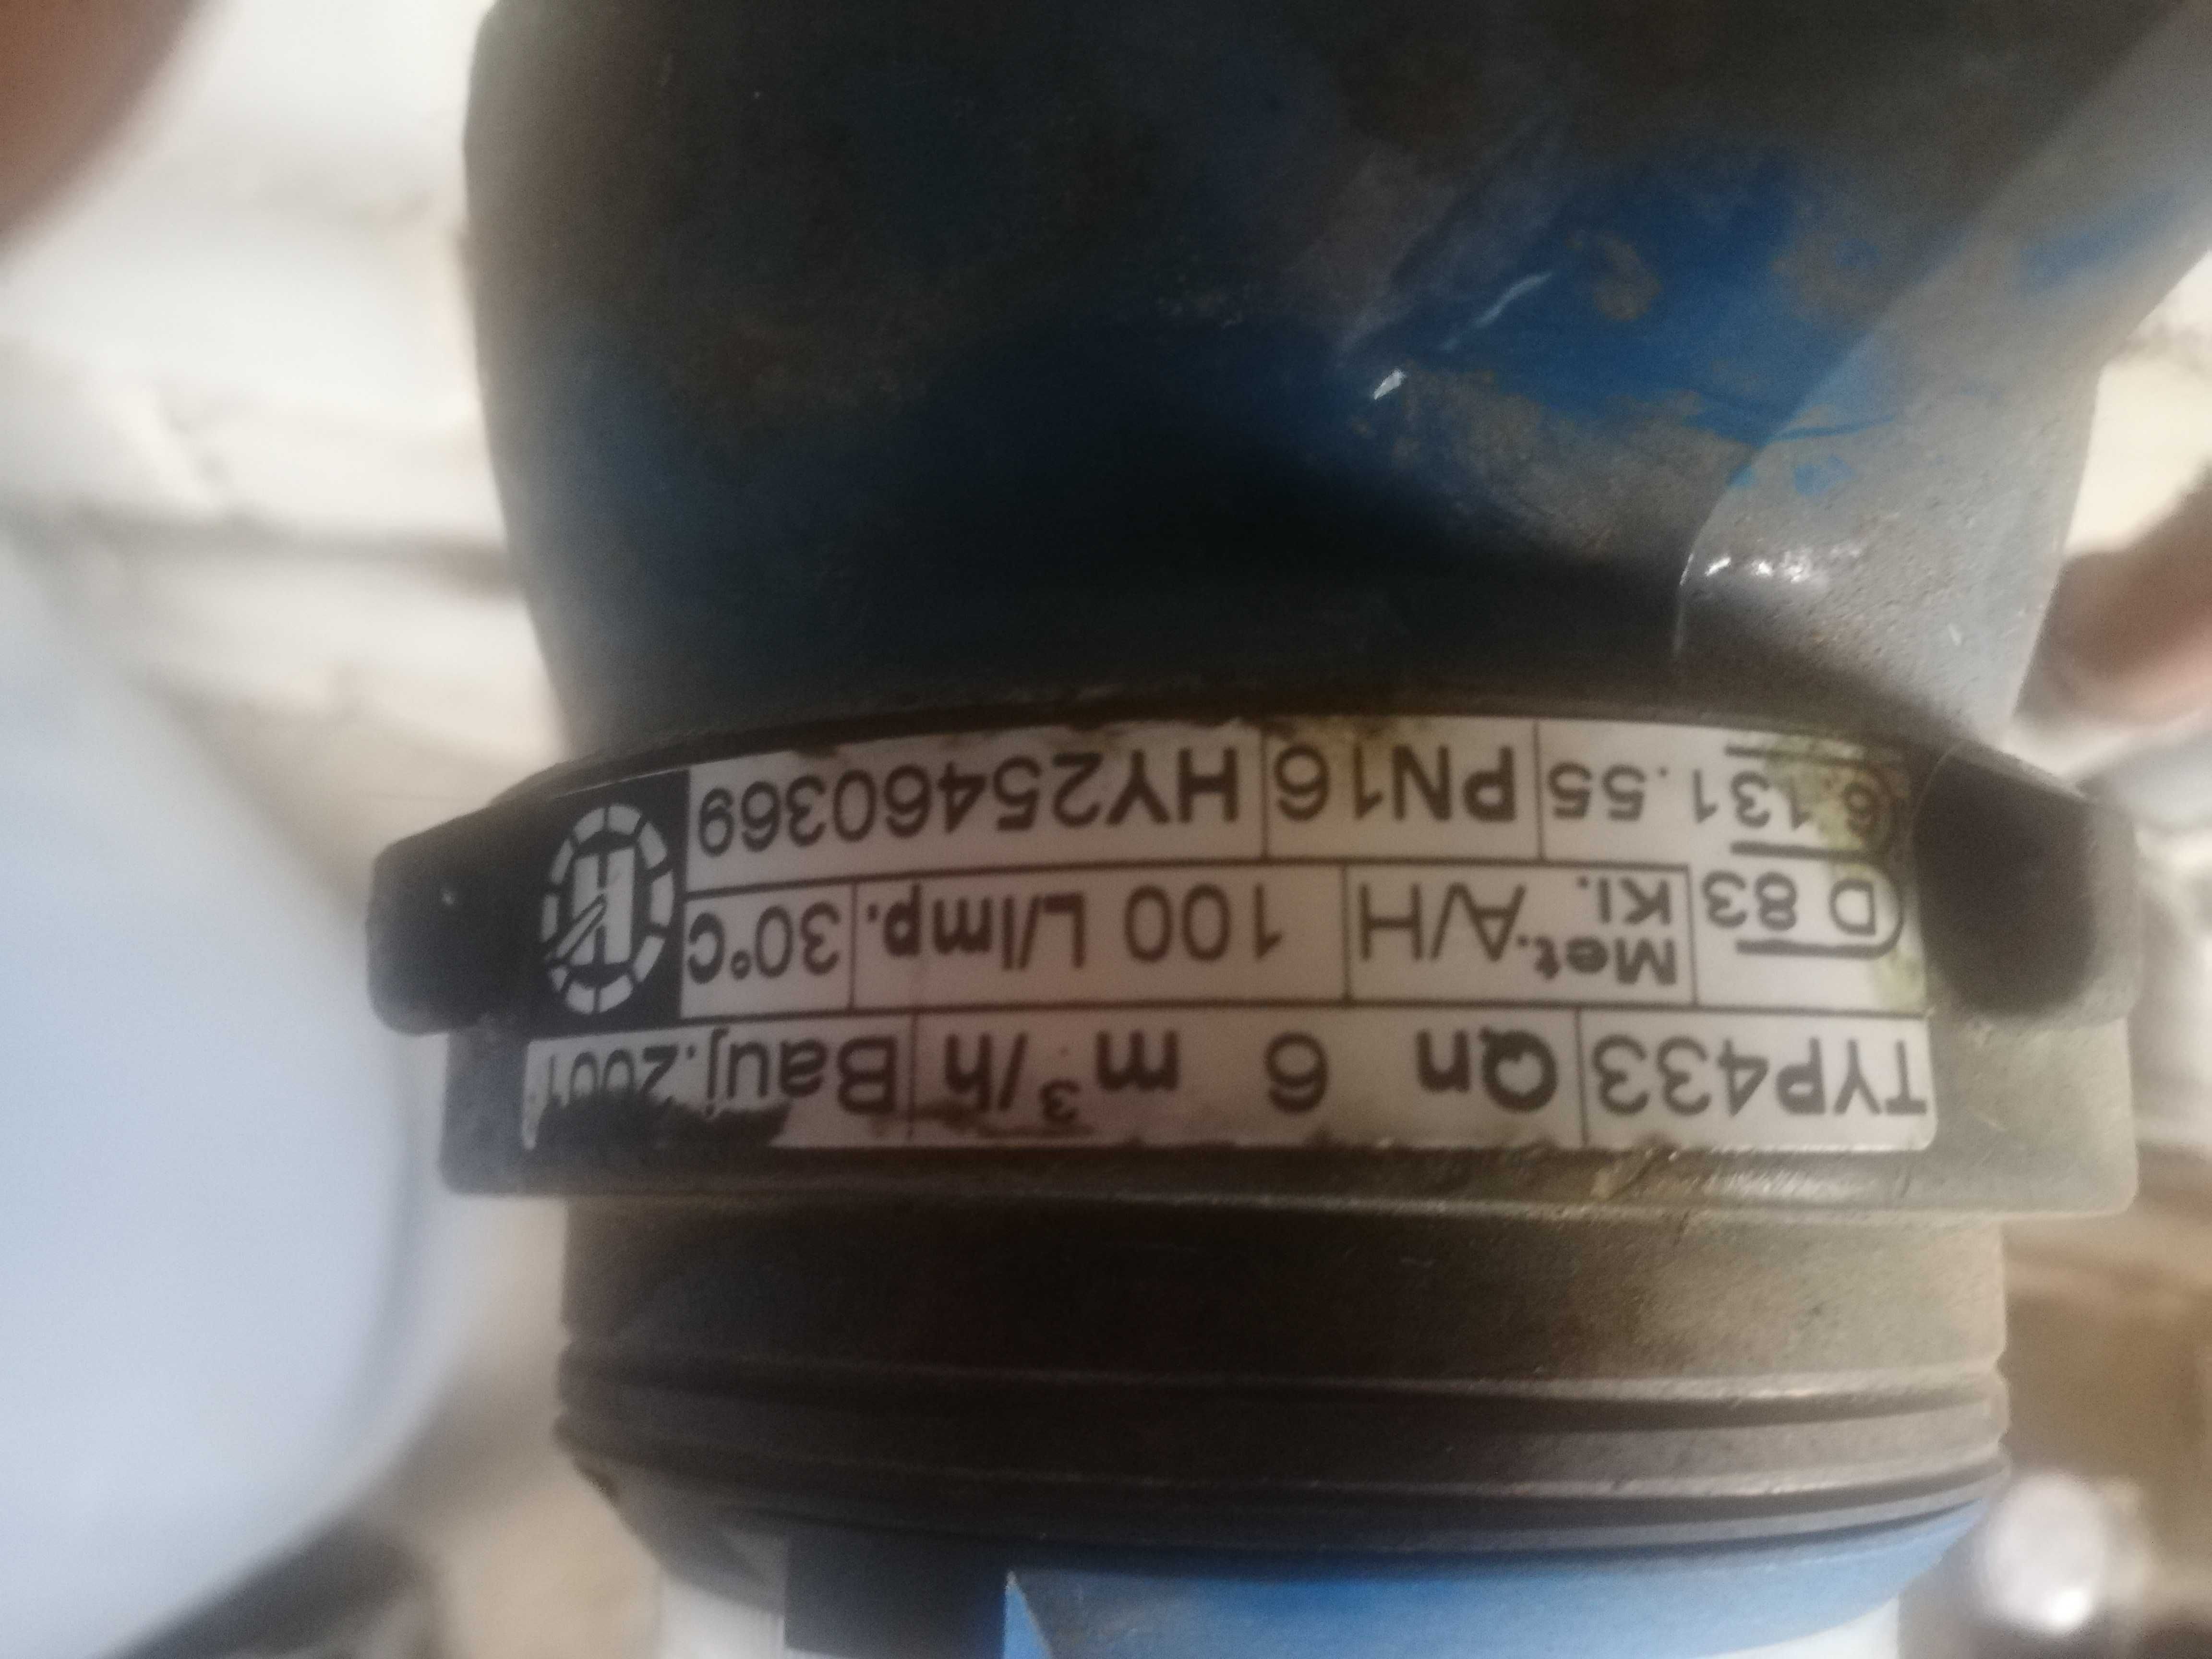 TYP433 Qn 6 m³/h Bauj.2001
D 83 Met. Kl. A/H 100 L/Imp. 30°C
6.131.55 PN16 HY25460369